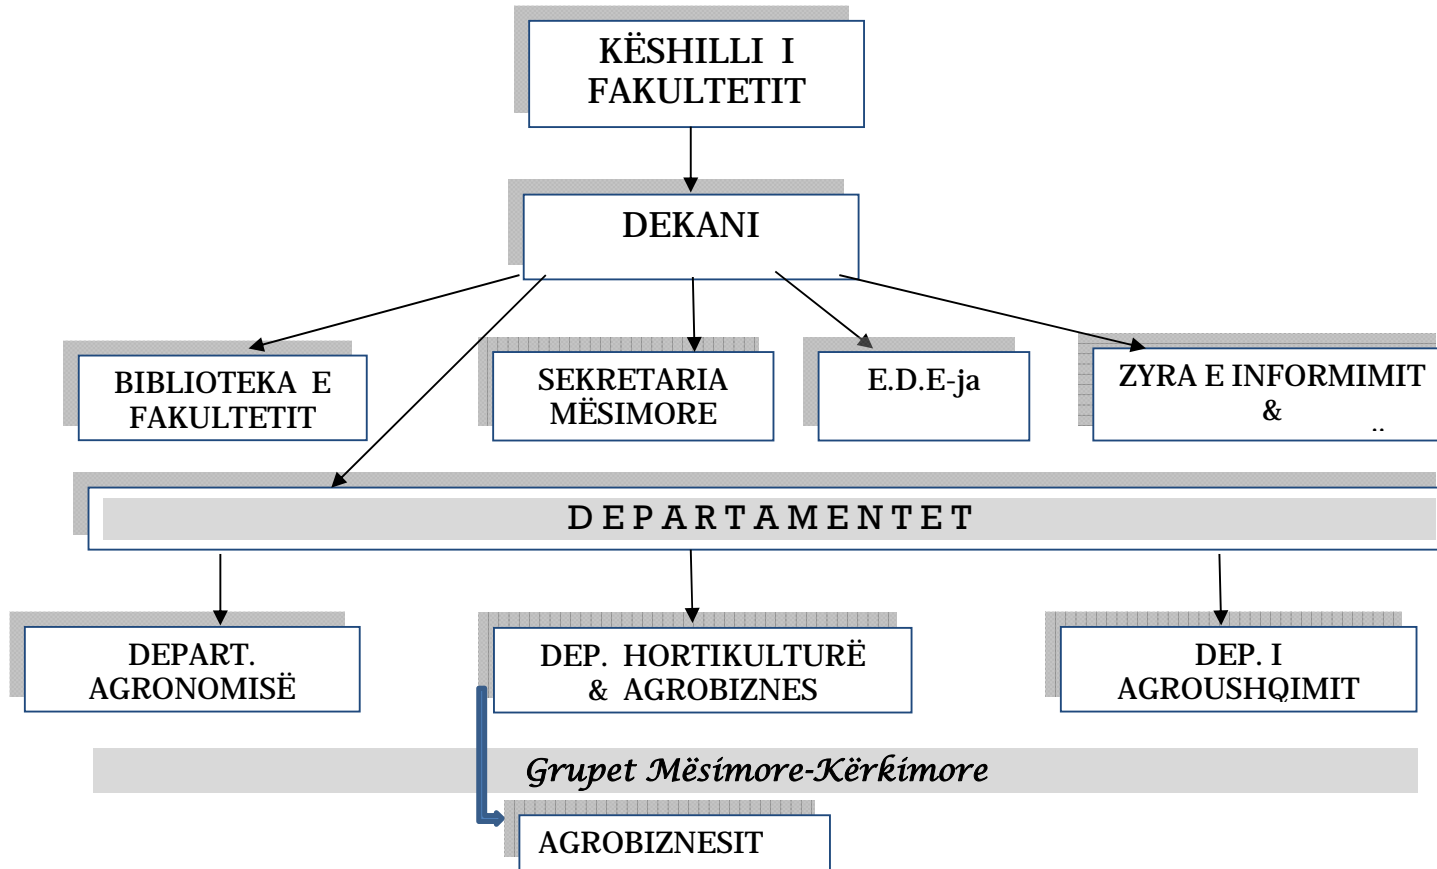 KËSHILLI I
FAKULTETIT
DEKANI
BIBLIOTEKA E
FAKULTETIT
SEKRETARIA
MËSIMORE
E.D.E-ja
ZYRA E INFORMIMIT
&
DEPARTAMENTET
DEPART.
AGRONOMISË
DEP. HORTIKULTURË
& AGROBIZNES
DEP. I
AGROUSHQIMIT
Grupet Mësimore-Kërkimore
AGROBIZNESIT